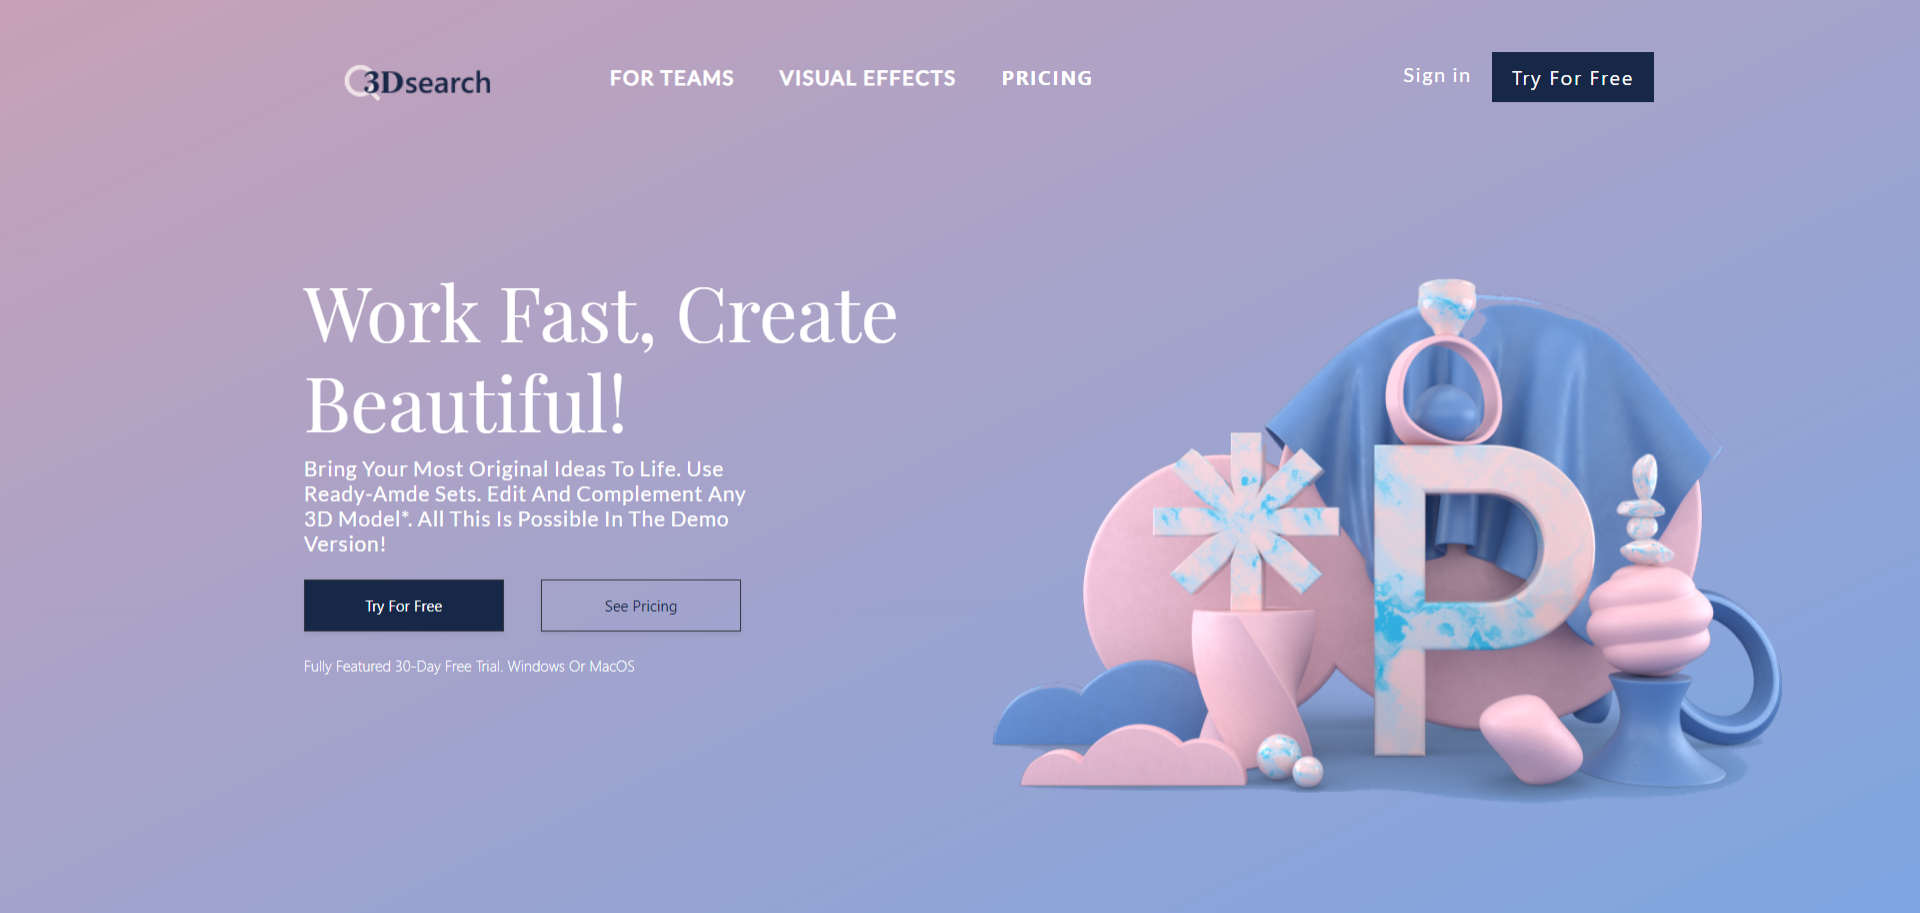 3Dsearch
FOR TEAMS
VISUAL EFFECTS
PRICING
Sign in
Try For Free
Work Fast, Create
Beautiful!
Bring Your Most Original Ideas To Life. Use
Ready-Amde Sets. Edit And Complement Any
3D Model*. All This Is Possible In The Demo
Version!
Try For Free
See Pricing
Fully Featured 30-Day Free Trial. Windows Or MacOS
P